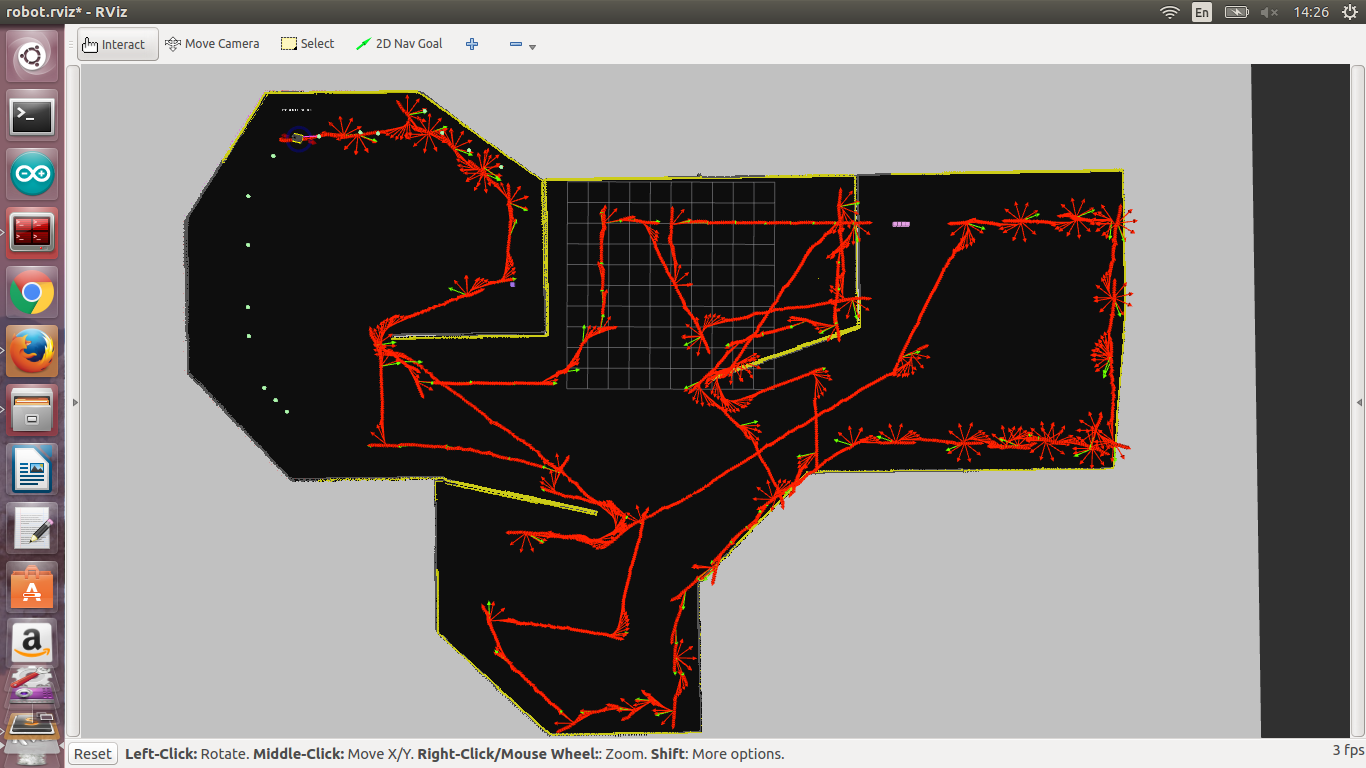 robot.rviz* - RViz
En
14:26
Interact
Move Camera
Select
2D Nav Goal
Reset
Left-Click: Rotate. Middle-Click: Move X/Y. Right-Click/Mouse Wheel:: Zoom. Shift: More options.
3 fps